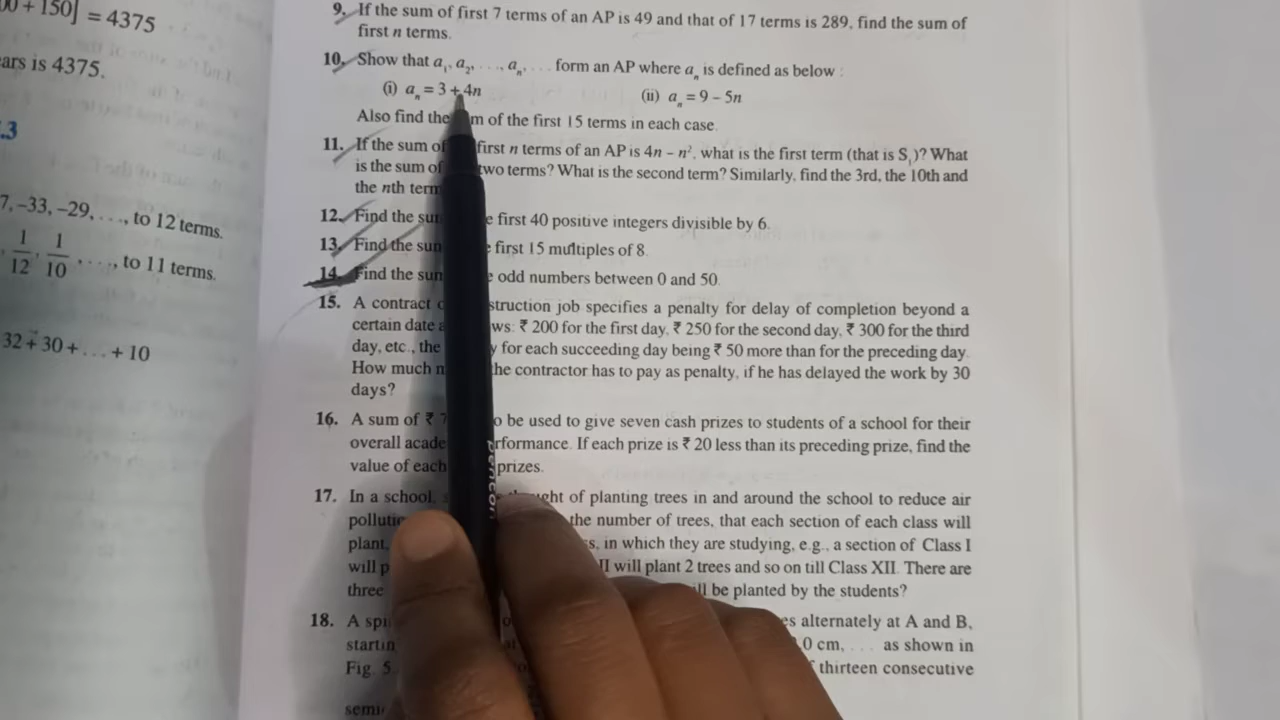 00 + 150] = 4375
ars is 4375.
.3
7, –33, –29, . . ., to 12 terms.
1/12, 1/10, . . . ., to 11 terms.
32 + 30 + . . . + 10
9. If the sum of first 7 terms of an AP is 49 and that of 17 terms is 289, find the sum of
first n terms.
10. Show that a₁, a₂, . . ., aₙ, . . . form an AP where aₙ is defined as below :
(i) aₙ = 3 + 4n (ii) aₙ = 9 – 5n
Also find the m of the first 15 terms in each case.
11. If the sum of first n terms of an AP is 4n – n², what is the first term (that is S₁)? What
is the sum of two terms? What is the second term? Similarly, find the 3rd, the 10th and
the nth term
12. Find the su e first 40 positive integers divisible by 6.
13. Find the su first 15 multiples of 8.
14. Find the su e odd numbers between 0 and 50.
15. A contract struction job specifies a penalty for delay of completion beyond a
certain date ws: ₹ 200 for the first day, ₹ 250 for the second day, ₹ 300 for the third
day, etc., the y for each succeeding day being ₹ 50 more than for the preceding day.
How much he contractor has to pay as penalty, if he has delayed the work by 30
days?
16. A sum of ₹ 7 o be used to give seven cash prizes to students of a school for their
overall acade rformance. If each prize is ₹ 20 less than its preceding prize, find the
value of each prizes.
17. In a school, ught of planting trees in and around the school to reduce air
polluti the number of trees, that each section of each class will
plant, s, in which they are studying, e.g., a section of Class I
will p II will plant 2 trees and so on till Class XII. There are
three ll be planted by the students?
18. A spi es alternately at A and B,
startin .0 cm, . . . as shown in
Fig. 5 thirteen consecutive
semi
pencon